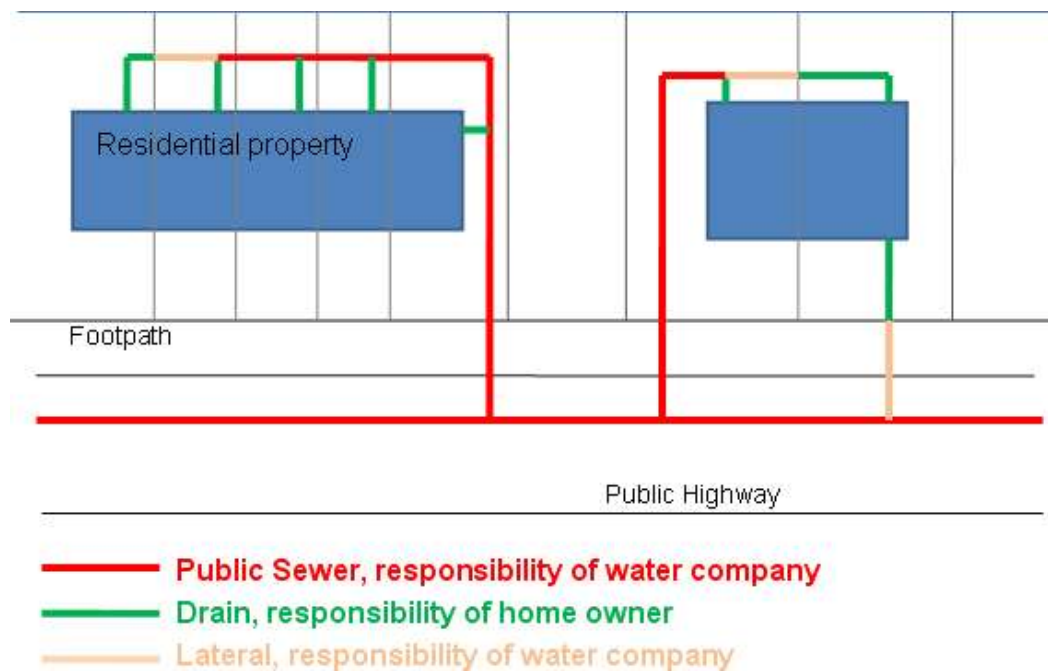 Residential property
Footpath
Public Highway
Public Sewer, responsibility of water company
Drain, responsibility of home owner
Lateral, responsibility of water company